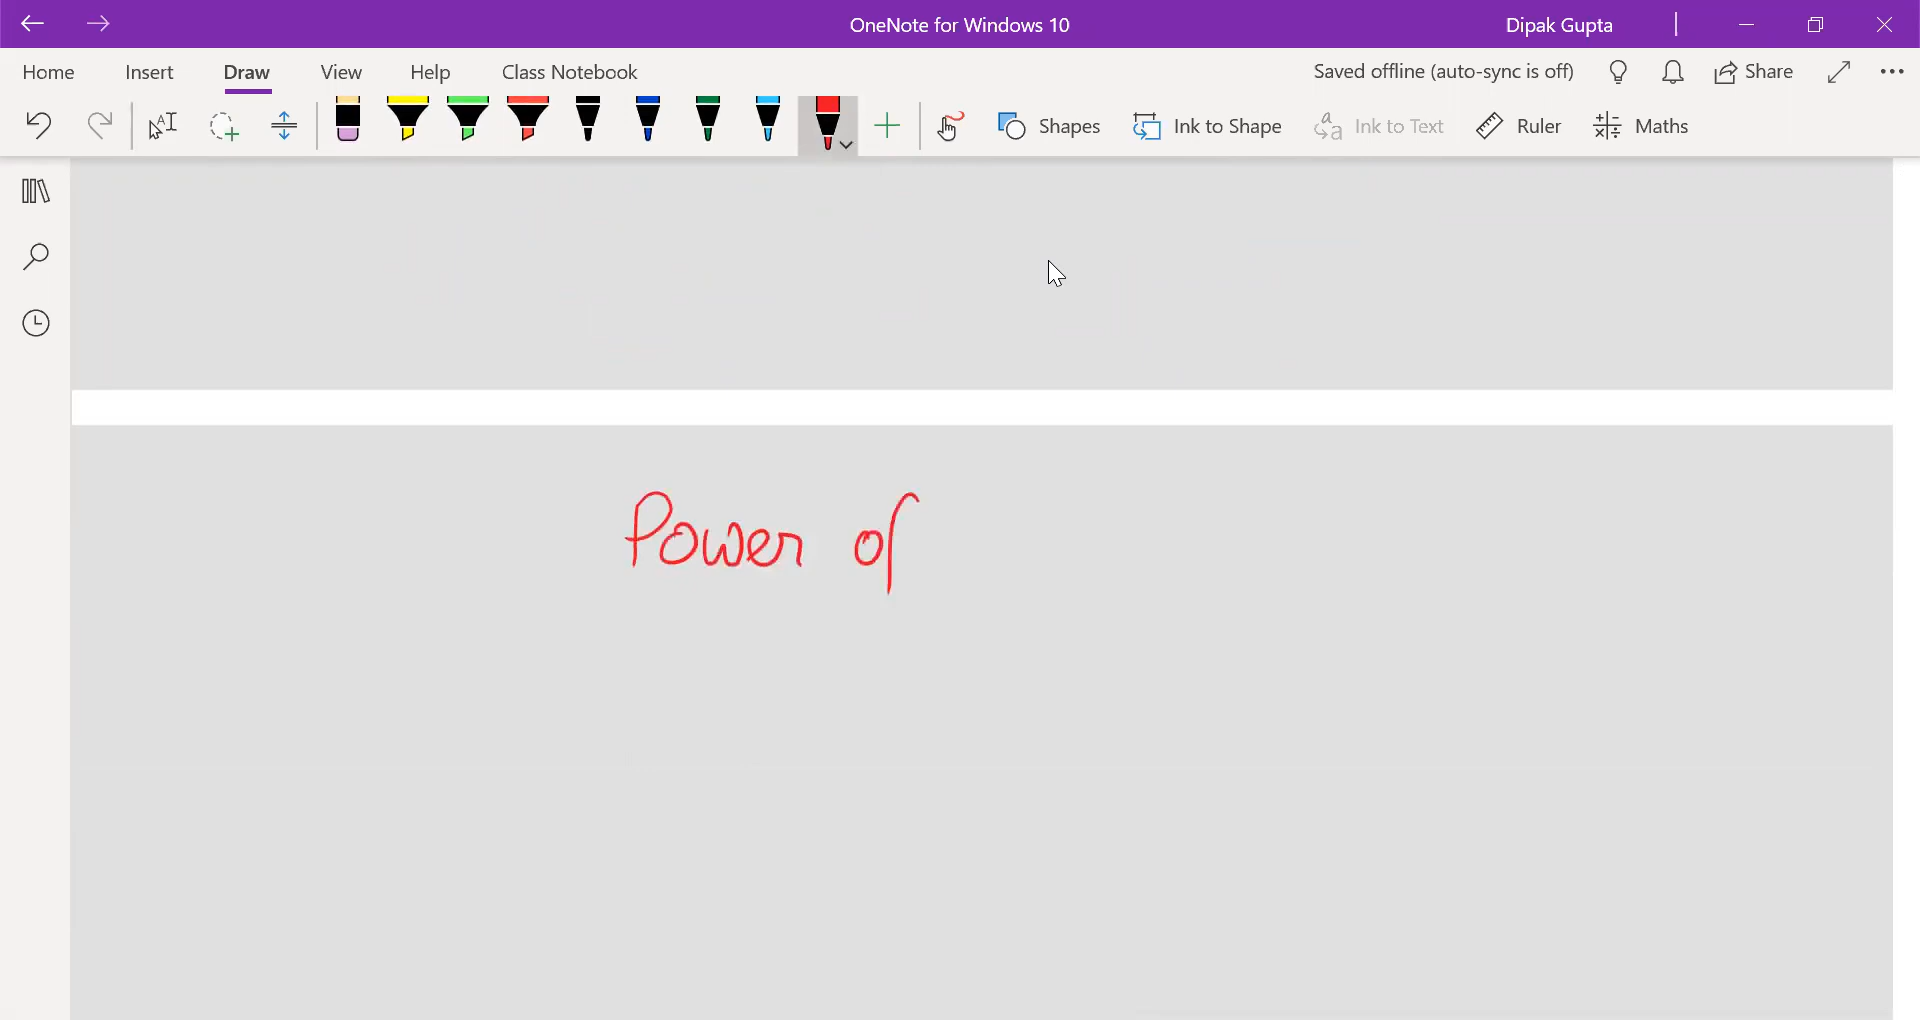 OneNote for Windows 10
Dipak Gupta
Home Insert Draw View Help Class Notebook
Saved offline (auto-sync is off) Share
Shapes Ink to Shape Ink to Text Ruler Maths
Power of